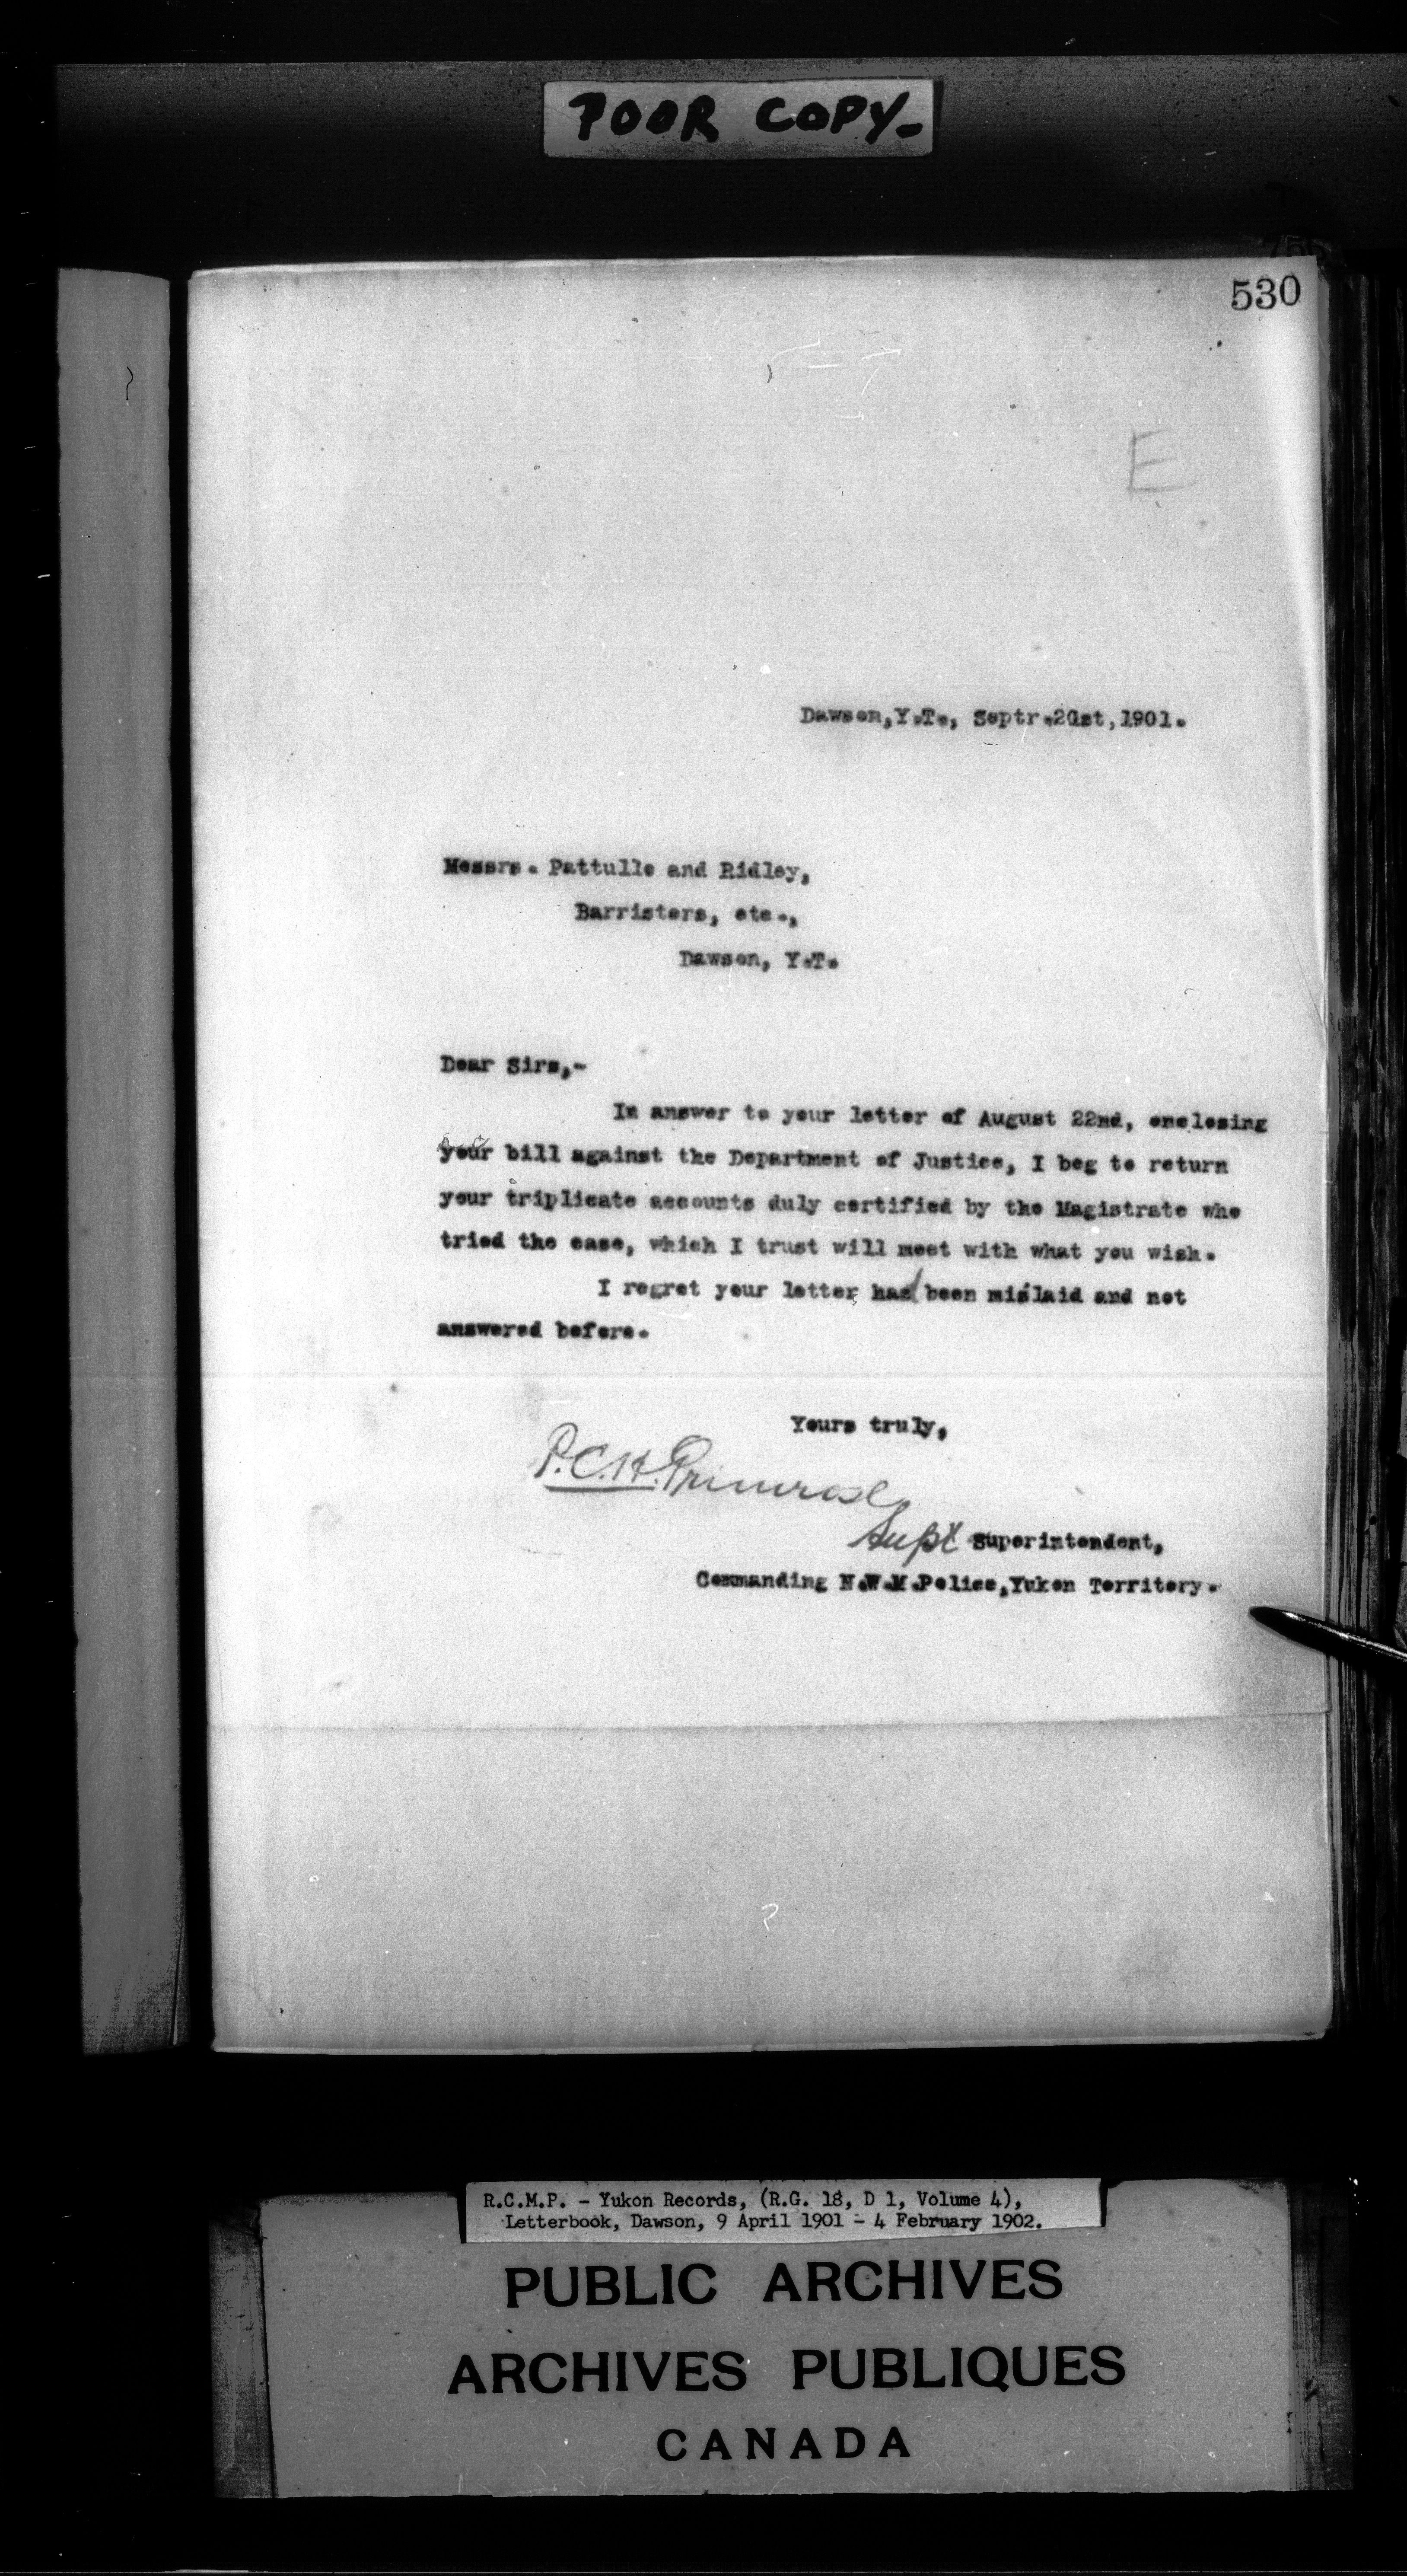 POOR COPY-
530
E
Dawson,Y.T., Septr.21st,1901.
Messrs. Pattullo and Ridley,
Barristers, etc.,
Dawson, Y.T.
Dear Sirs,-
In answer to your letter of August 22nd, enclosing
your bill against the Department of Justice, I beg to return
your triplicate accounts duly certified by the Magistrate who
tried the case, which I trust will meet with what you wish.
I regret your letter had been mislaid and not
answered before.
Yours truly,
P.C.H. Primrose
Supt Superintendent,
Commanding N.W.M.Police,Yukon Territory.
R.C.M.P. - Yukon Records, (R.G. 18, D 1, Volume 4),
Letterbook, Dawson, 9 April 1901 - 4 February 1902.
PUBLIC ARCHIVES
ARCHIVES PUBLIQUES
CANADA